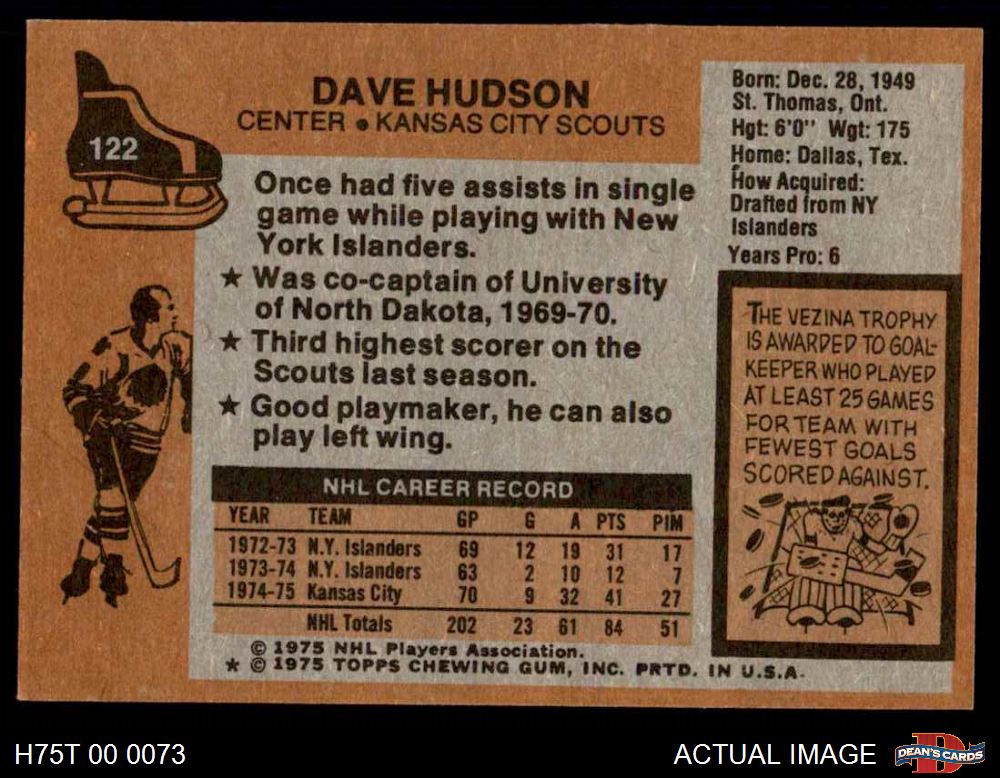 122
DAVE HUDSON
CENTER • KANSAS CITY SCOUTS
Once had five assists in single
game while playing with New
York Islanders.
★ Was co-captain of University
of North Dakota, 1969-70.
★ Third highest scorer on the
Scouts last season.
★ Good playmaker, he can also
play left wing.
Born: Dec. 28, 1949
St. Thomas, Ont.
Hgt: 6'0" Wgt: 175
Home: Dallas, Tex.
How Acquired:
Drafted from NY
Islanders
Years Pro: 6
THE VEZINA TROPHY
IS AWARDED TO GOAL-
KEEPER WHO PLAYED
AT LEAST 25 GAMES
FOR TEAM WITH
FEWEST GOALS
SCORED AGAINST.
NHL CAREER RECORD
YEAR TEAM GP G A PTS PIM
1972-73 N.Y. Islanders 69 12 19 31 17
1973-74 N.Y. Islanders 63 2 10 12 7
1974-75 Kansas City 70 9 32 41 27
NHL Totals 202 23 61 84 51
© 1975 NHL Players Association.
★ © 1975 TOPPS CHEWING GUM, INC. PRTD. IN U.S.A.
H75T 00 0073
ACTUAL IMAGE
DEAN'S CARDS